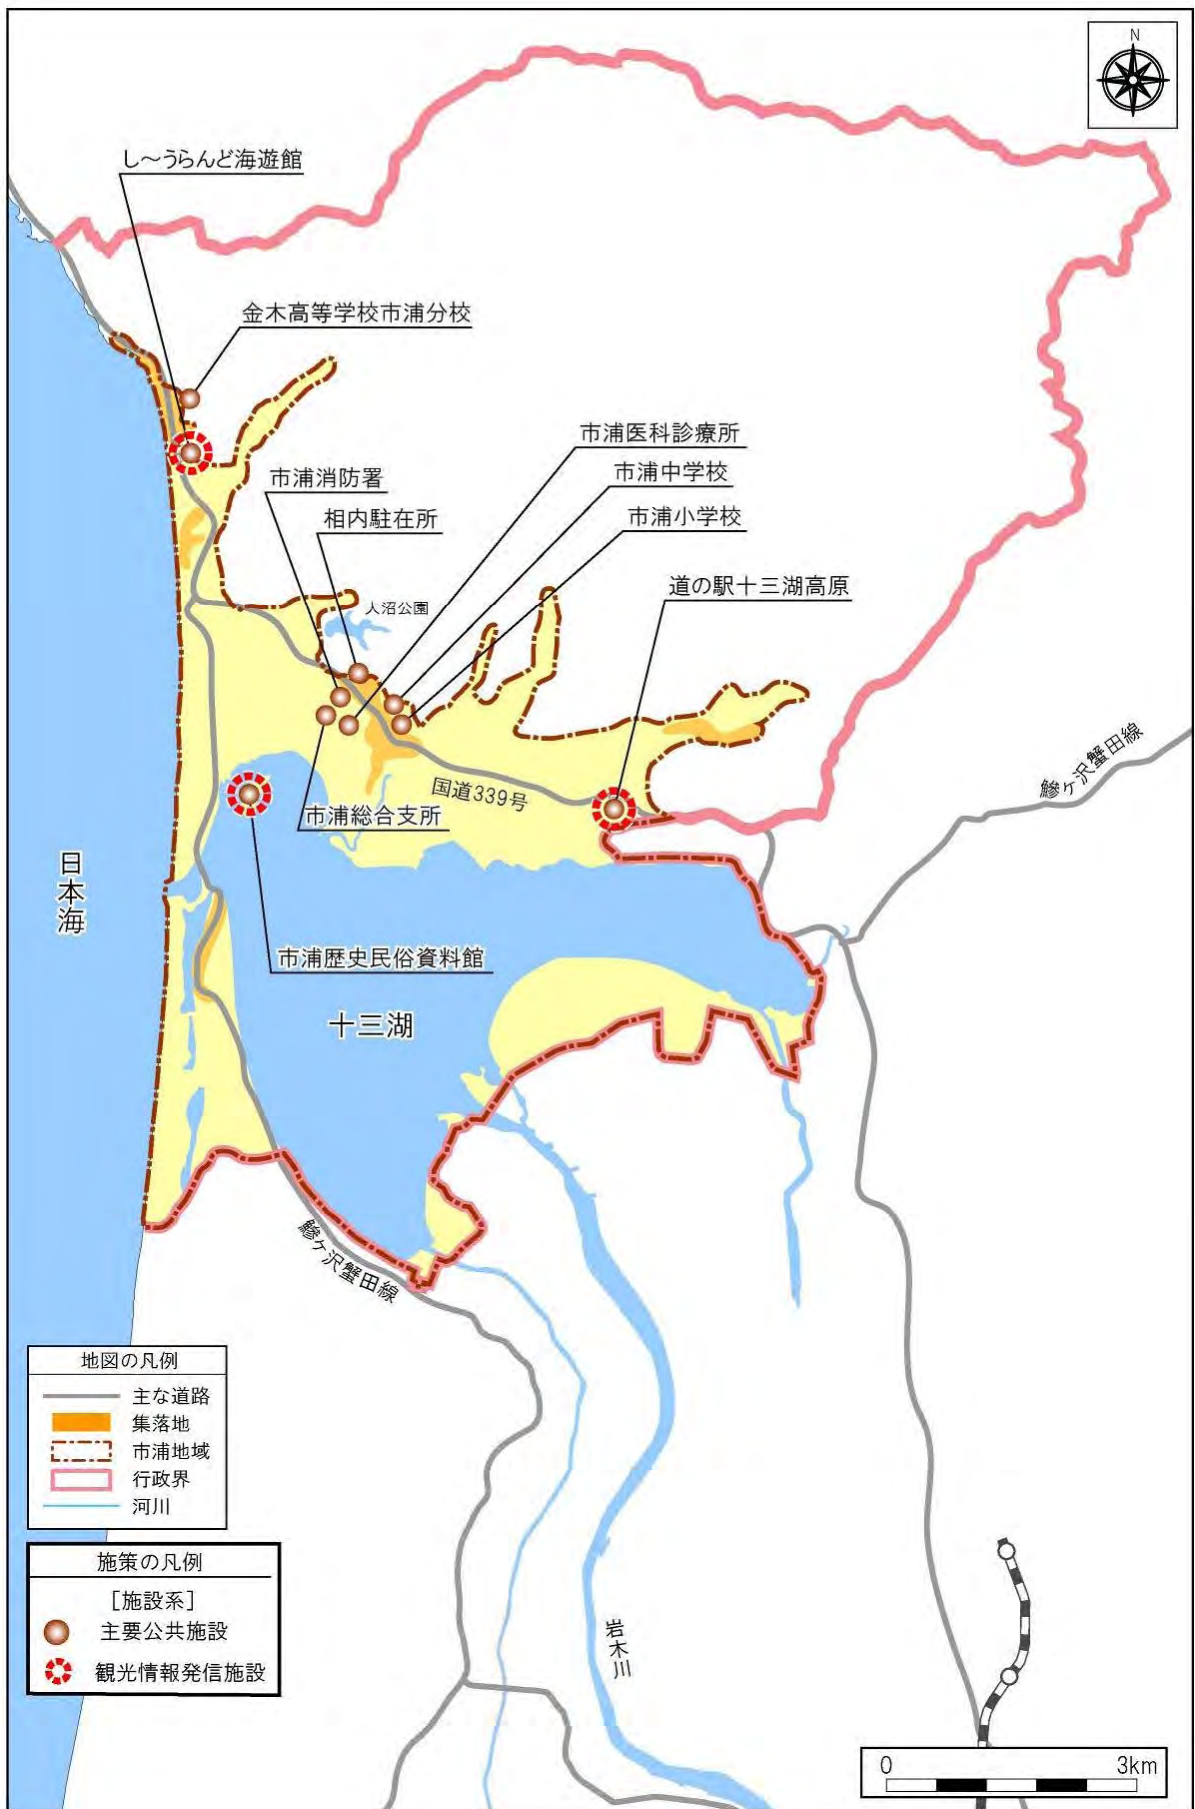 N
し～うらんど海遊館
金木高等学校市浦分校
市浦医科診療所
市浦消防署
市浦中学校
相内駐在所
市浦小学校
道の駅十三湖高原
人沼公園
鰺ヶ沢蟹田線
国道339号
市浦総合支所
日本海
市浦歴史民俗資料館
十三湖
鰺ヶ沢蟹田線
地図の凡例
主な道路
集落地
市浦地域
行政界
河川
施策の凡例
［施設系］
主要公共施設
観光情報発信施設
岩木川
0 3km